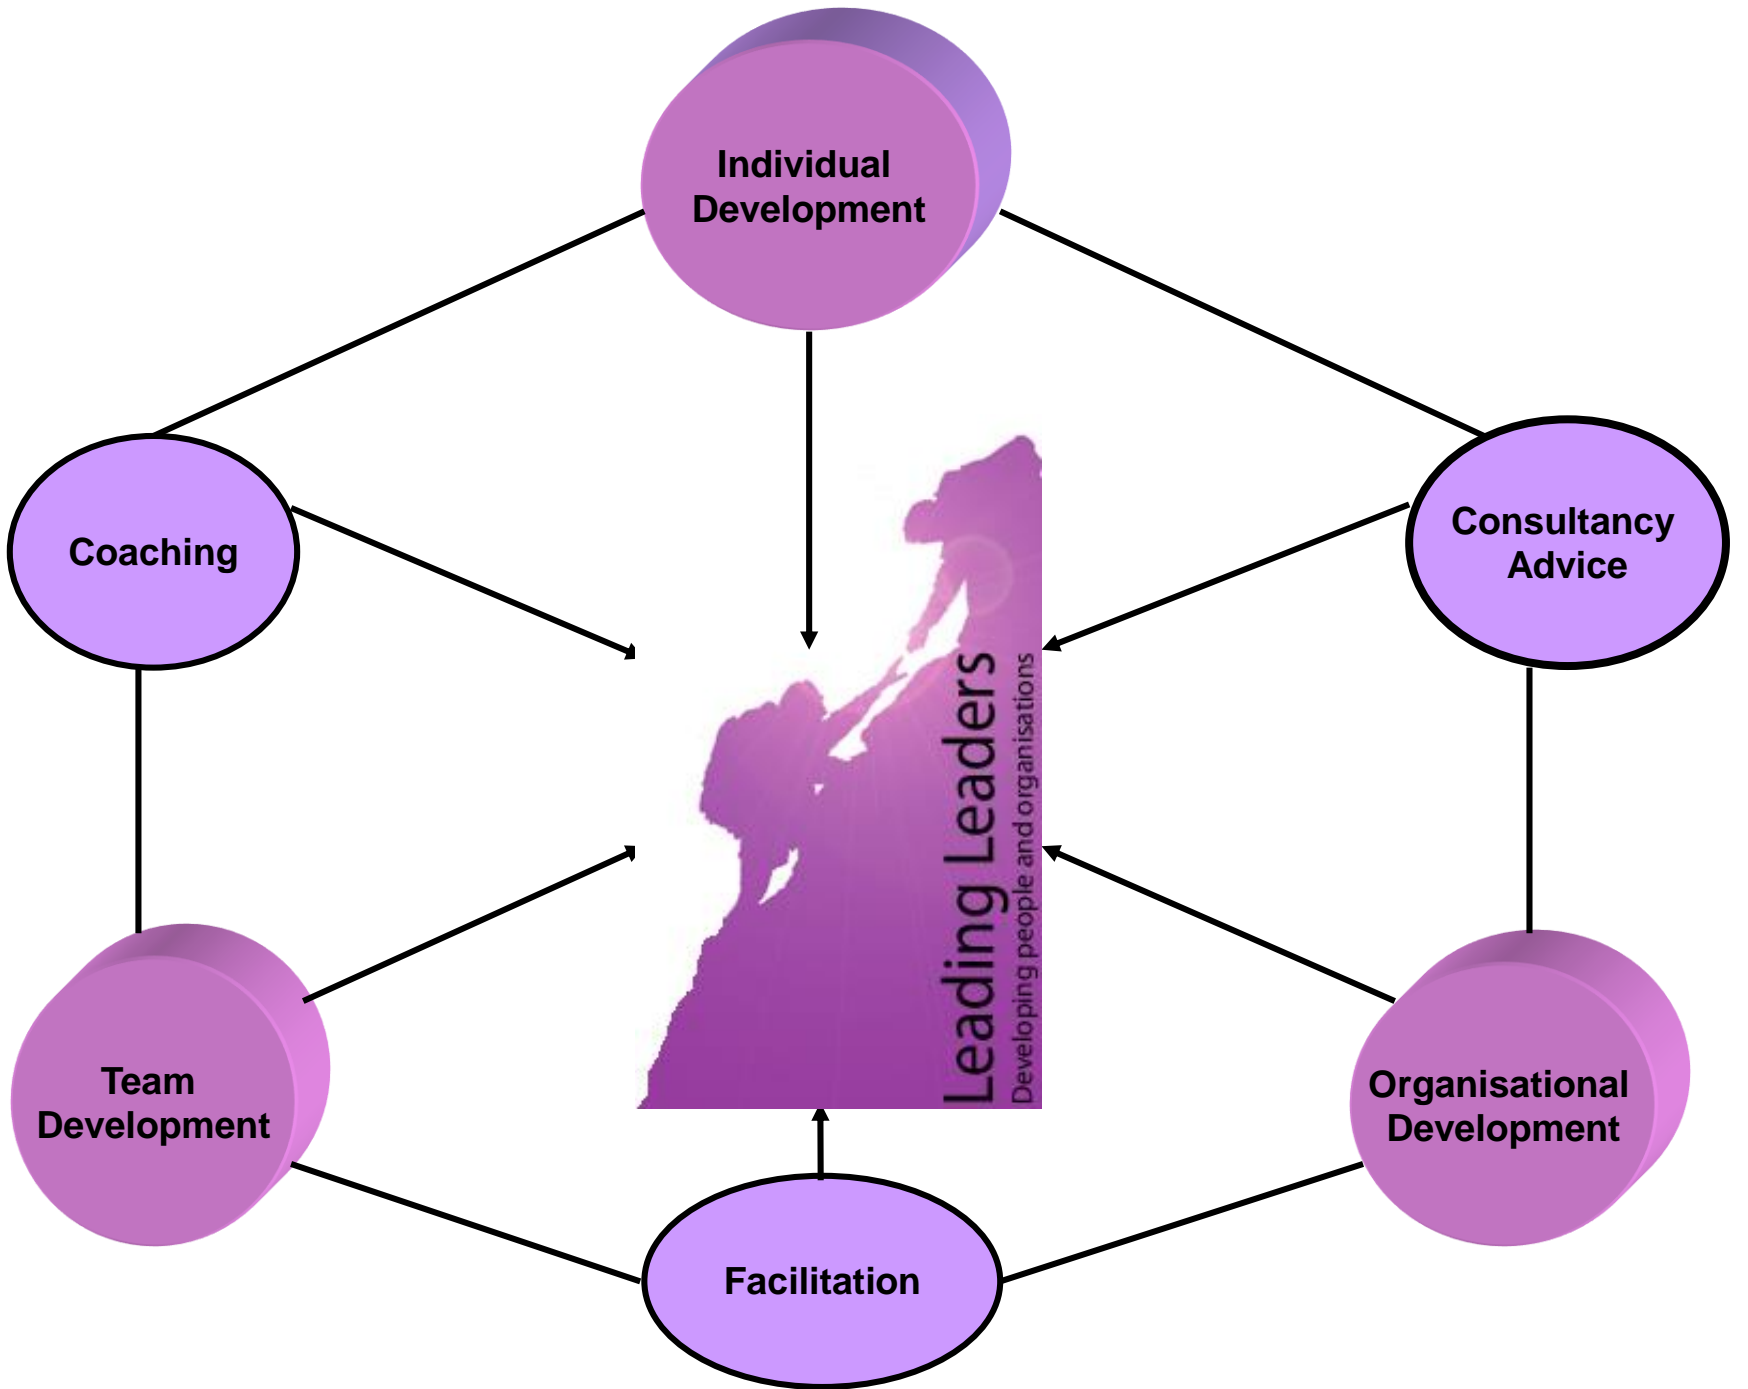 Individual
Development
Coaching
Consultancy
Advice
Leading Leaders
Developing people and organisations
Team
Development
Organisational
Development
Facilitation